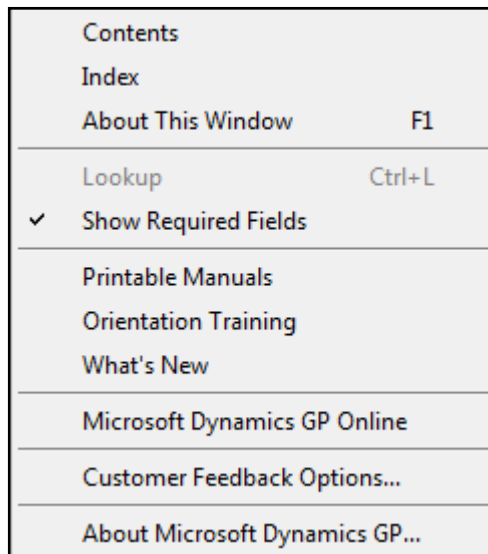 Contents
Index
About This Window F1
Lookup Ctrl+L
Show Required Fields
Printable Manuals
Orientation Training
What's New
Microsoft Dynamics GP Online
Customer Feedback Options...
About Microsoft Dynamics GP...